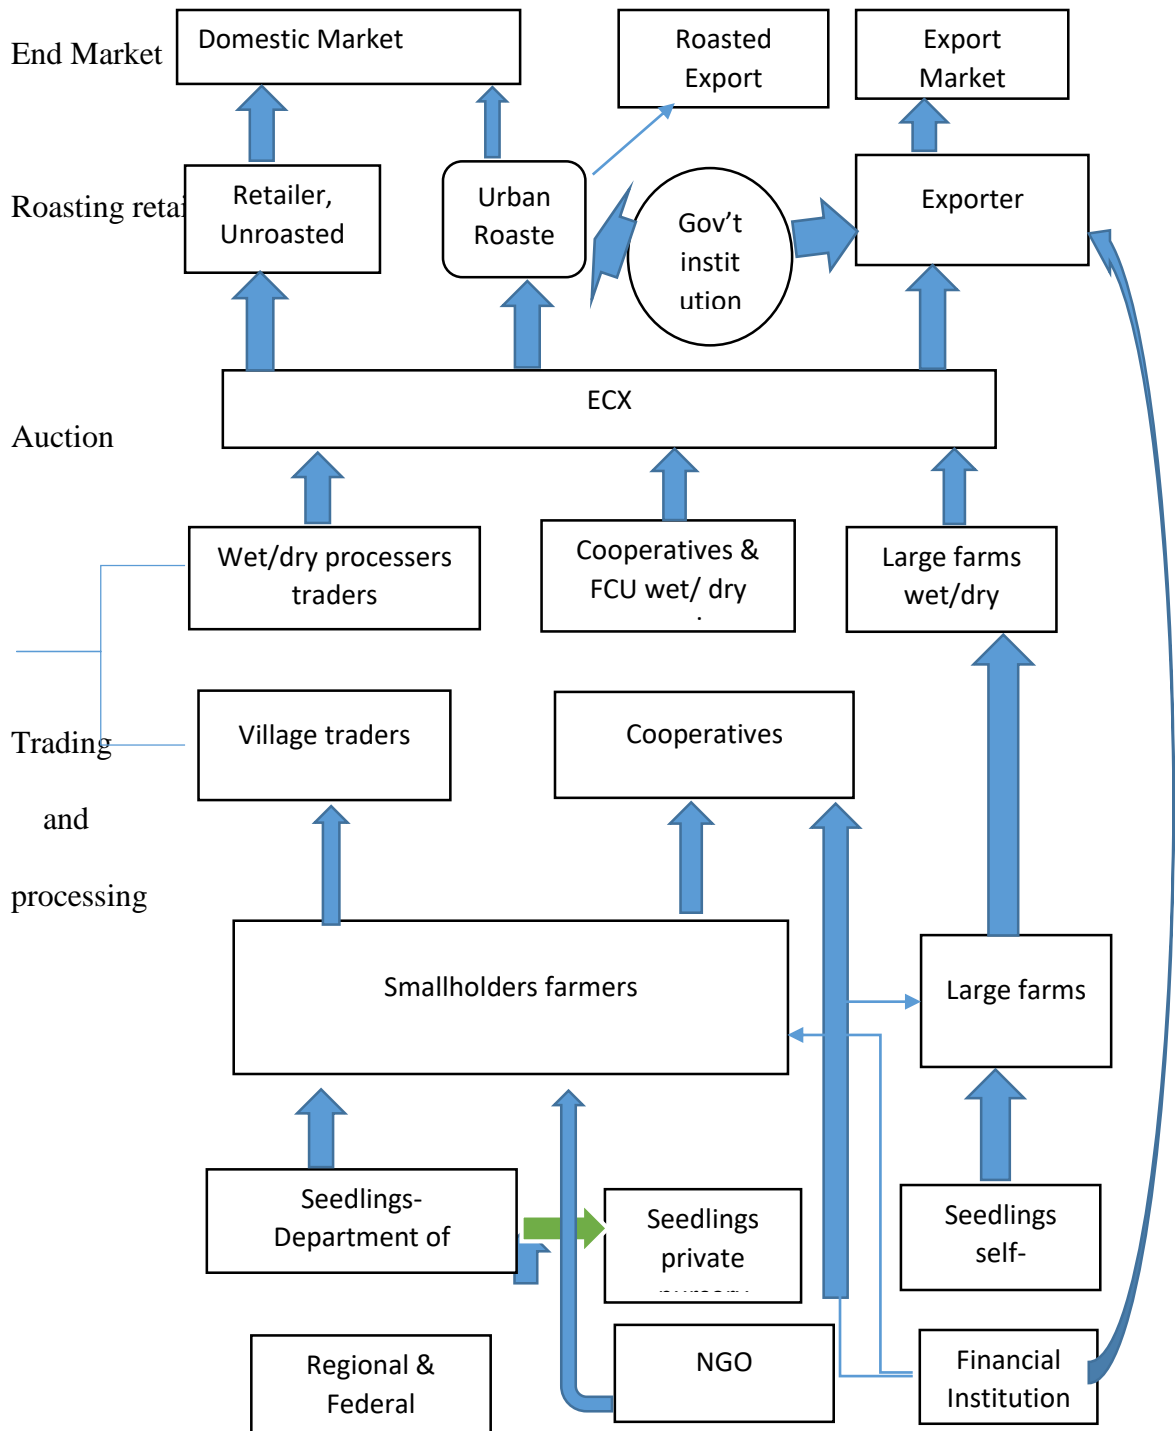 End Market
Domestic Market
Roasted
Export
Export
Market
Roasting retai
Retailer,
Unroasted
Urban
Roaste
Gov't
instit
ution
Exporter
ECX
Auction
Wet/dry processers
traders
Cooperatives &
FCU wet/ dry
Large farms
wet/dry
Trading
and
processing
Village traders
Cooperatives
Smallholders farmers
Large farms
Seedlings-
Department of
Seedlings
private
Seedlings
self-
Regional &
Federal
NGO
Financial
Institution